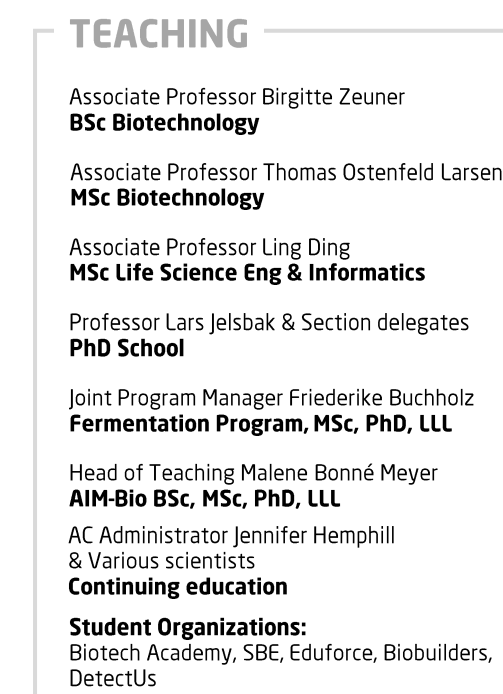 TEACHING
Associate Professor Birgitte Zeuner
BSc Biotechnology
Associate Professor Thomas Ostenfeld Larsen
MSc Biotechnology
Associate Professor Ling Ding
MSc Life Science Eng & Informatics
Professor Lars Jelsbak & Section delegates
PhD School
Joint Program Manager Friederike Buchholz
Fermentation Program, MSc, PhD, LLL
Head of Teaching Malene Bonné Meyer
AIM-Bio BSc, MSc, PhD, LLL
AC Administrator Jennifer Hemphill
& Various scientists
Continuing education
Student Organizations:
Biotech Academy, SBE, Eduforce, Biobuilders,
DetectUs